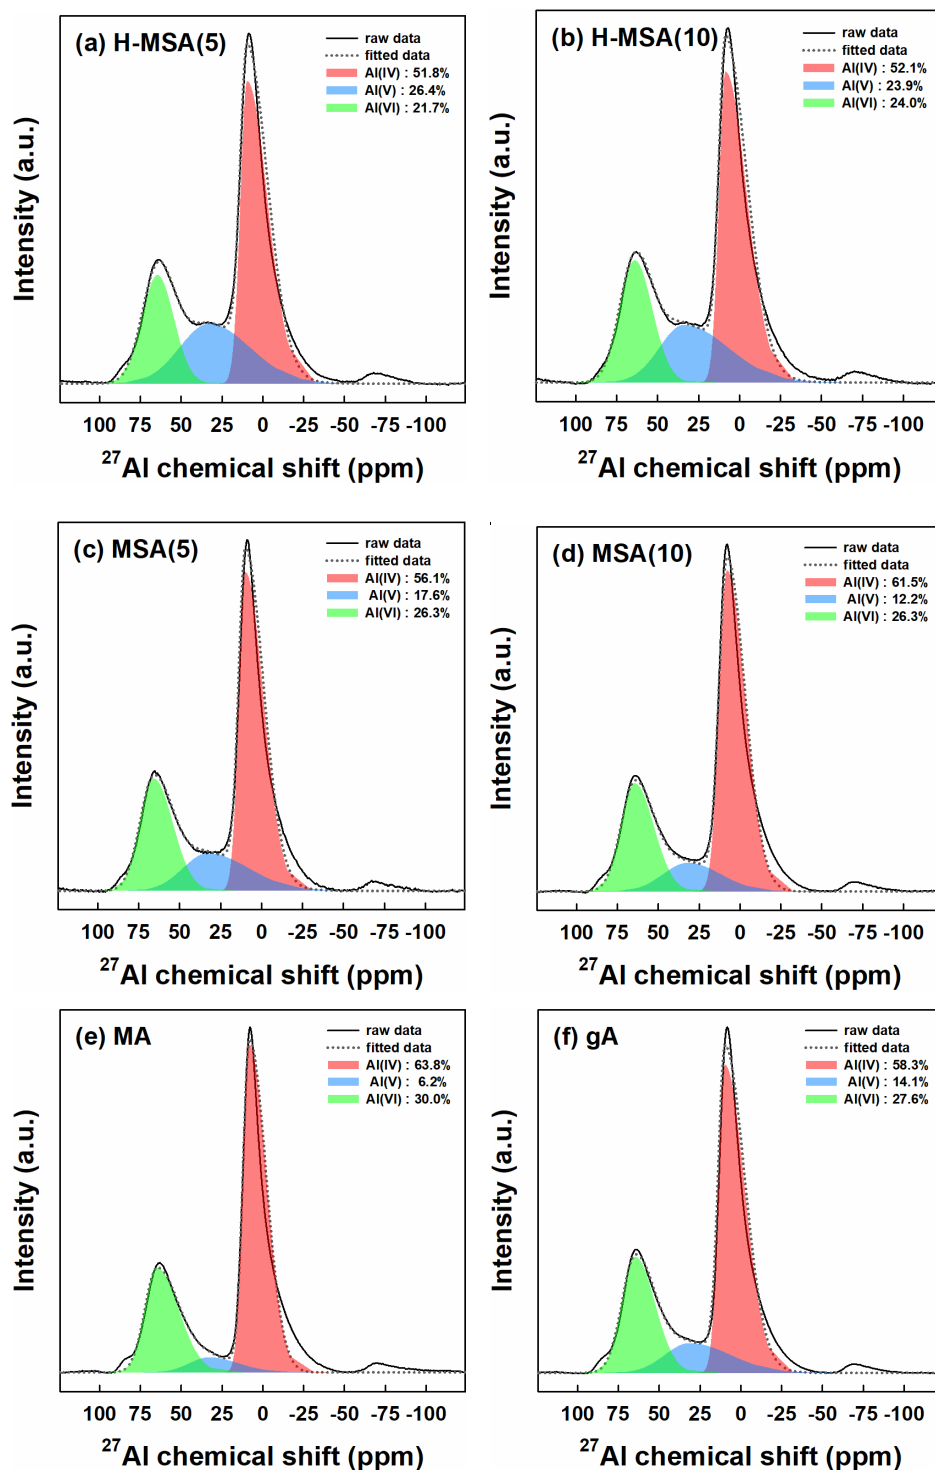 (a) H-MSA(5)
raw data
fitted data
Al(IV) : 51.8%
Al(V) : 26.4%
Al(VI) : 21.7%
Intensity (a.u.)
100 75 50 25 0 -25 -50 -75 -100
27Al chemical shift (ppm)
(b) H-MSA(10)
raw data
fitted data
Al(IV) : 52.1%
Al(V) : 23.9%
Al(VI) : 24.0%
Intensity (a.u.)
100 75 50 25 0 -25 -50 -75 -100
27Al chemical shift (ppm)
(c) MSA(5)
raw data
fitted data
Al(IV) : 56.1%
Al(V) : 17.6%
Al(VI) : 26.3%
Intensity (a.u.)
100 75 50 25 0 -25 -50 -75 -100
27Al chemical shift (ppm)
(d) MSA(10)
raw data
fitted data
Al(IV) : 61.5%
Al(V) : 12.2%
Al(VI) : 26.3%
Intensity (a.u.)
100 75 50 25 0 -25 -50 -75 -100
27Al chemical shift (ppm)
(e) MA
raw data
fitted data
Al(IV) : 63.8%
Al(V) : 6.2%
Al(VI) : 30.0%
Intensity (a.u.)
100 75 50 25 0 -25 -50 -75 -100
27Al chemical shift (ppm)
(f) gA
raw data
fitted data
Al(IV) : 58.3%
Al(V) : 14.1%
Al(VI) : 27.6%
Intensity (a.u.)
100 75 50 25 0 -25 -50 -75 -100
27Al chemical shift (ppm)